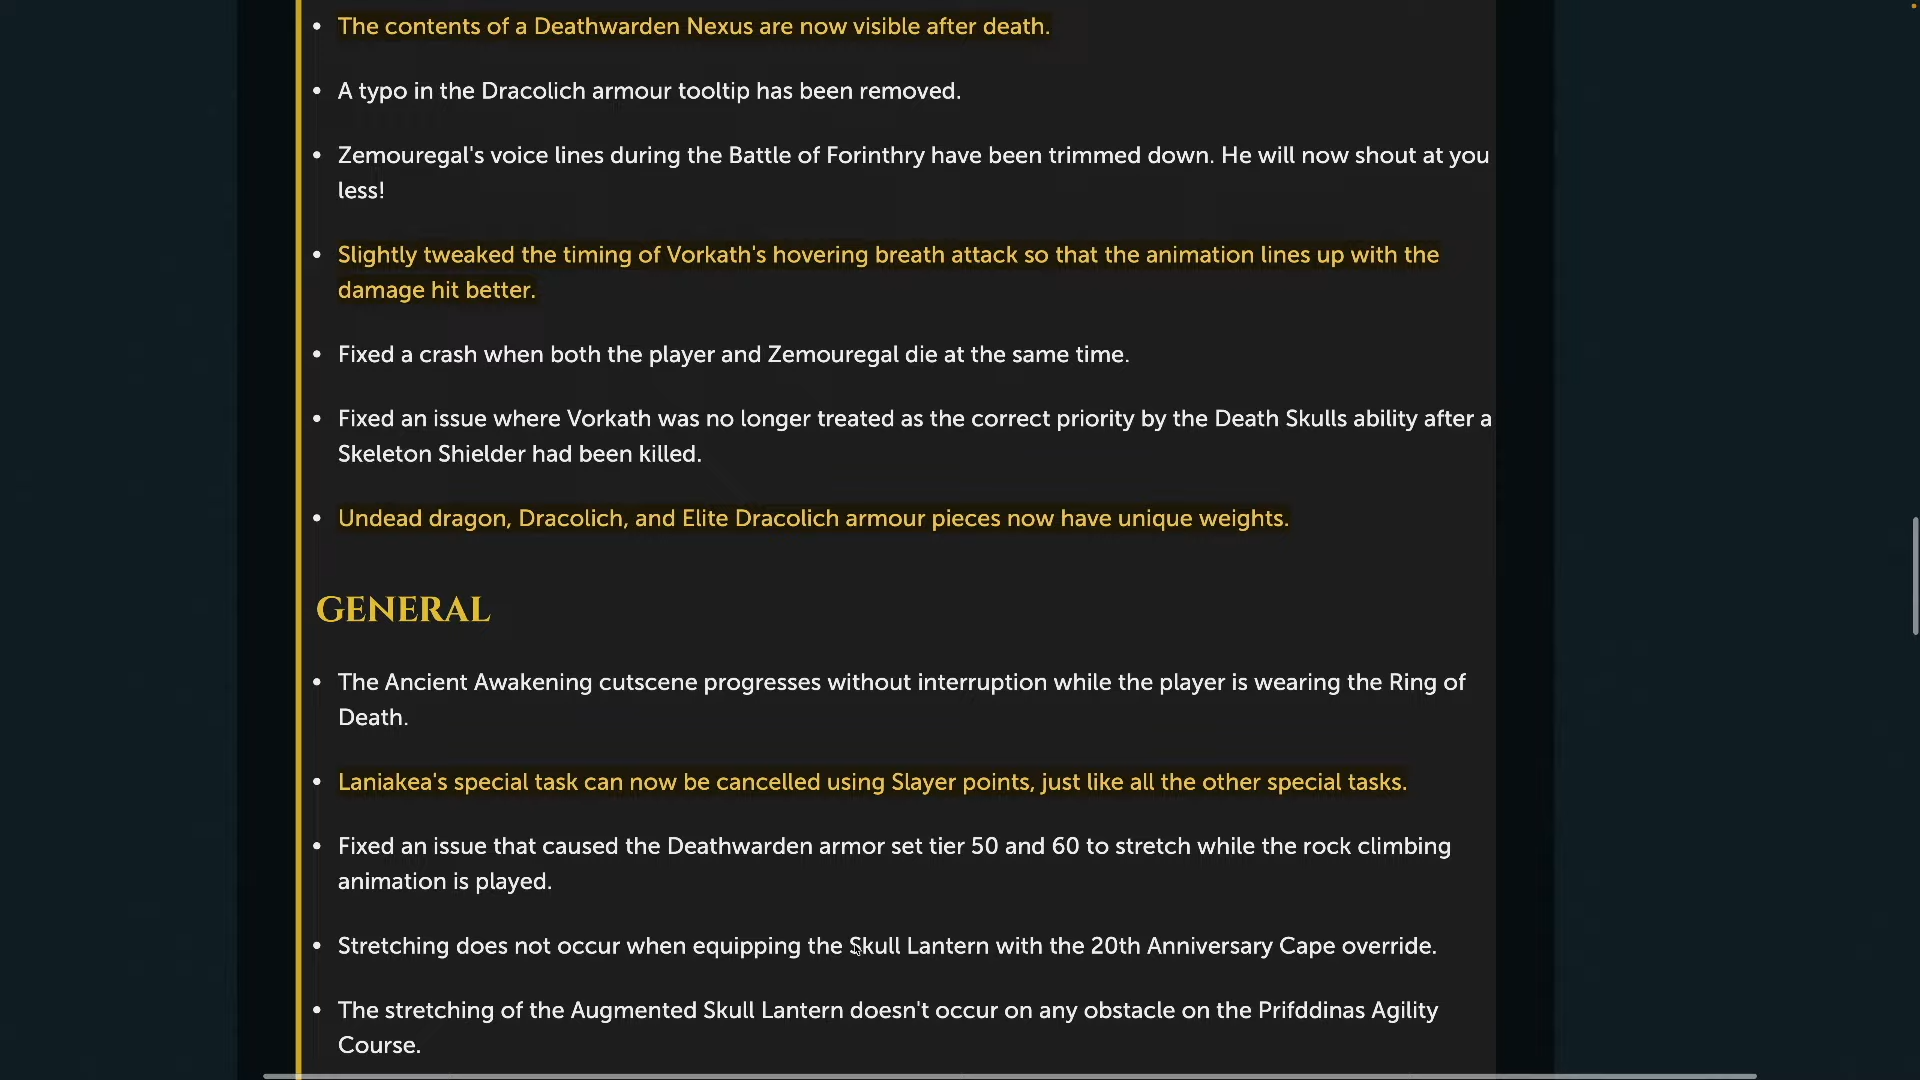 • The contents of a Deathwarden Nexus are now visible after death.
• A typo in the Dracolich armour tooltip has been removed.
• Zemouregal's voice lines during the Battle of Forinthry have been trimmed down. He will now shout at you
less!
• Slightly tweaked the timing of Vorkath's hovering breath attack so that the animation lines up with the
damage hit better.
• Fixed a crash when both the player and Zemouregal die at the same time.
• Fixed an issue where Vorkath was no longer treated as the correct priority by the Death Skulls ability after a
Skeleton Shielder had been killed.
• Undead dragon, Dracolich, and Elite Dracolich armour pieces now have unique weights.
GENERAL
• The Ancient Awakening cutscene progresses without interruption while the player is wearing the Ring of
Death.
• Laniakea's special task can now be cancelled using Slayer points, just like all the other special tasks.
• Fixed an issue that caused the Deathwarden armor set tier 50 and 60 to stretch while the rock climbing
animation is played.
• Stretching does not occur when equipping the Skull Lantern with the 20th Anniversary Cape override.
• The stretching of the Augmented Skull Lantern doesn't occur on any obstacle on the Prifddinas Agility
Course.